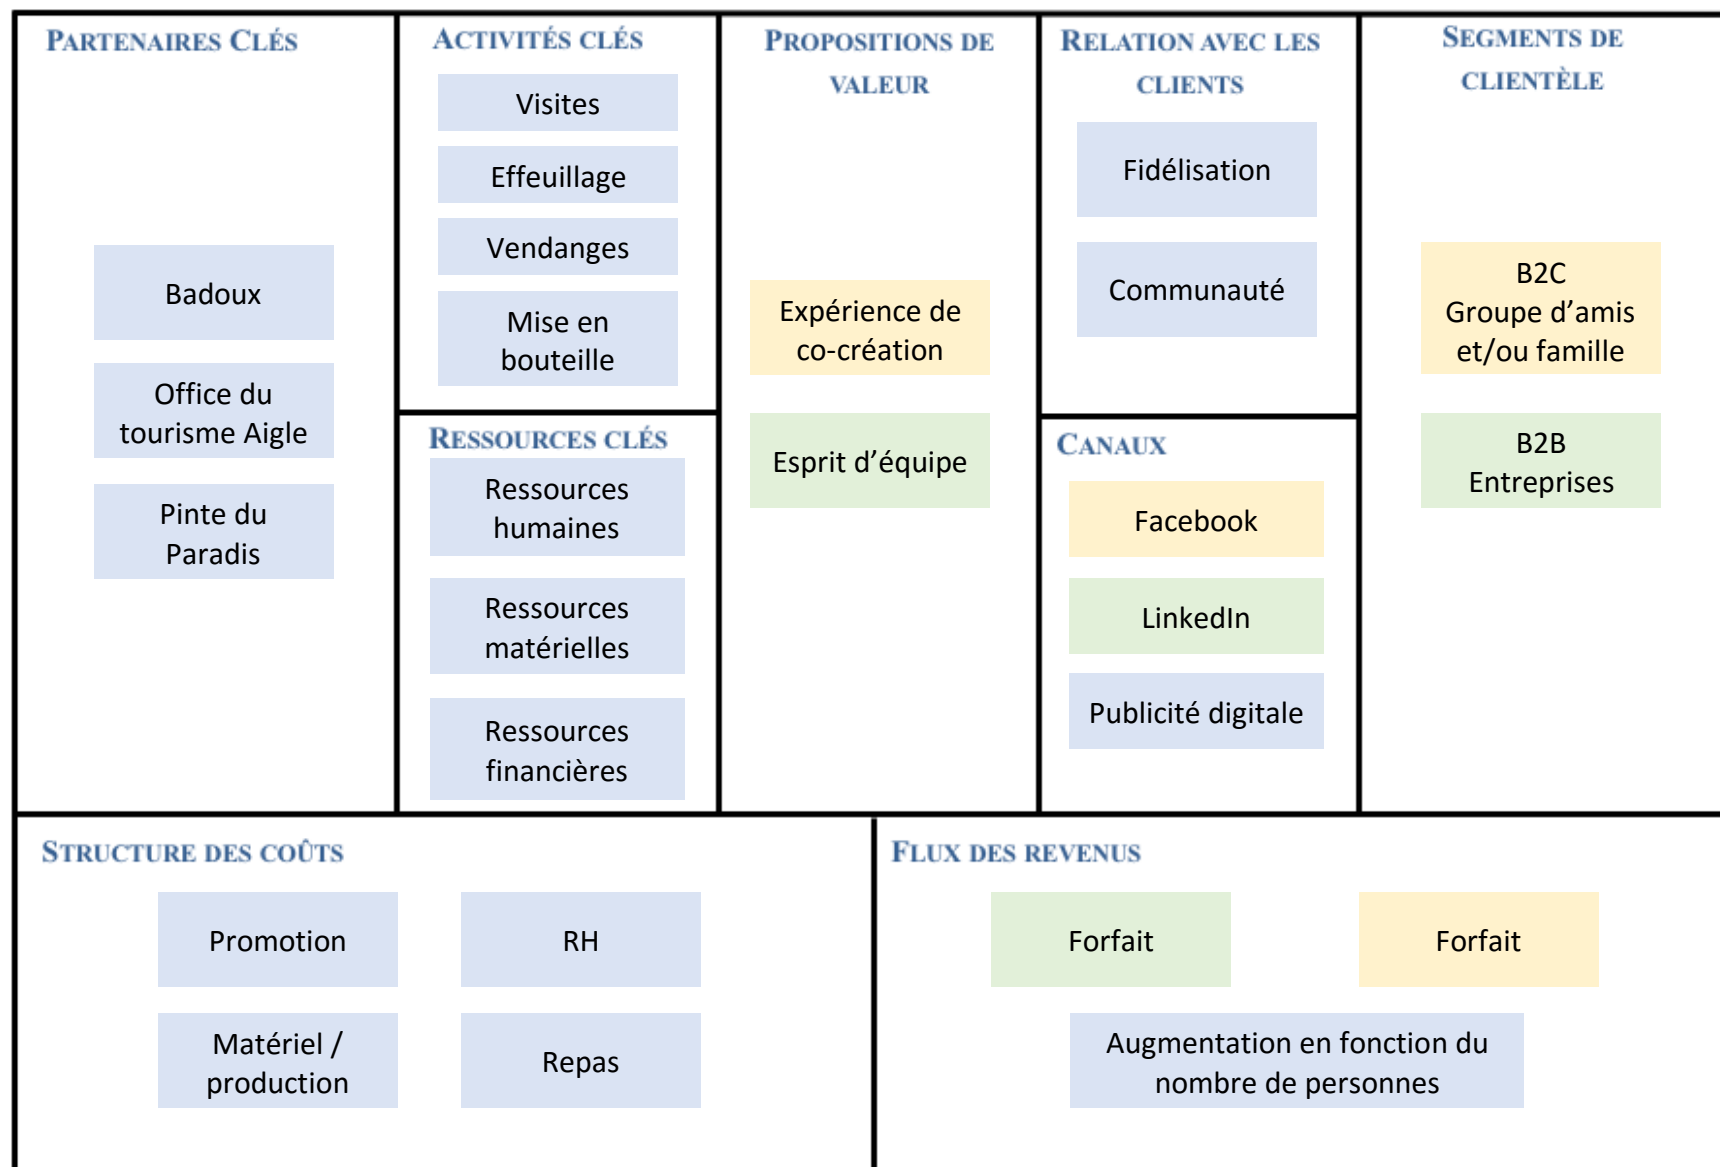 PARTENAIRES CLÉS
Badoux
Office du
tourisme Aigle
Pinte du
Paradis
ACTIVITÉS CLÉS
Visites
Effeuillage
Vendanges
Mise en
bouteille
RESSOURCES CLÉS
Ressources
humaines
Ressources
matérielles
Ressources
financières
PROPOSITIONS DE
VALEUR
Expérience de
co-création
Esprit d’équipe
RELATION AVEC LES
CLIENTS
Fidélisation
Communauté
CANAUX
Facebook
LinkedIn
Publicité digitale
SEGMENTS DE
CLIENTÈLE
B2C
Groupe d’amis
et/ou famille
B2B
Entreprises
STRUCTURE DES COÛTS
Promotion
RH
Matériel /
production
Repas
FLUX DES REVENUS
Forfait
Forfait
Augmentation en fonction du
nombre de personnes